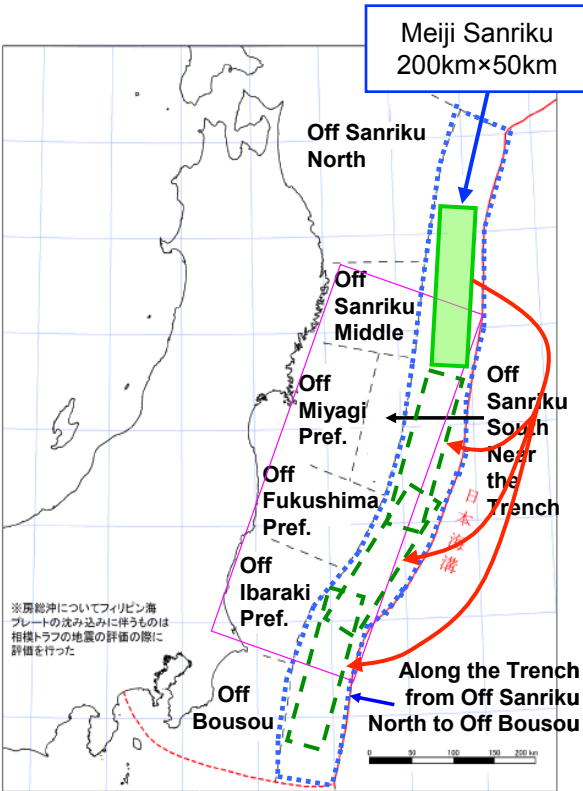 Meiji Sanriku
200km×50km
Off Sanriku
North
Off
Sanriku
Middle
Off
Miyagi
Pref.
Off
Sanriku
South
Near
the
Trench
Off
Fukushima
Pref.
日本海溝
Off
Ibaraki
Pref.
※房総沖についてフィリピン海
プレートの沈み込みに伴うものは
相模トラフの地震の評価の際に
評価を行った
Off
Bousou
Along the Trench
from Off Sanriku
North to Off Bousou
0 50 100 150 200 km